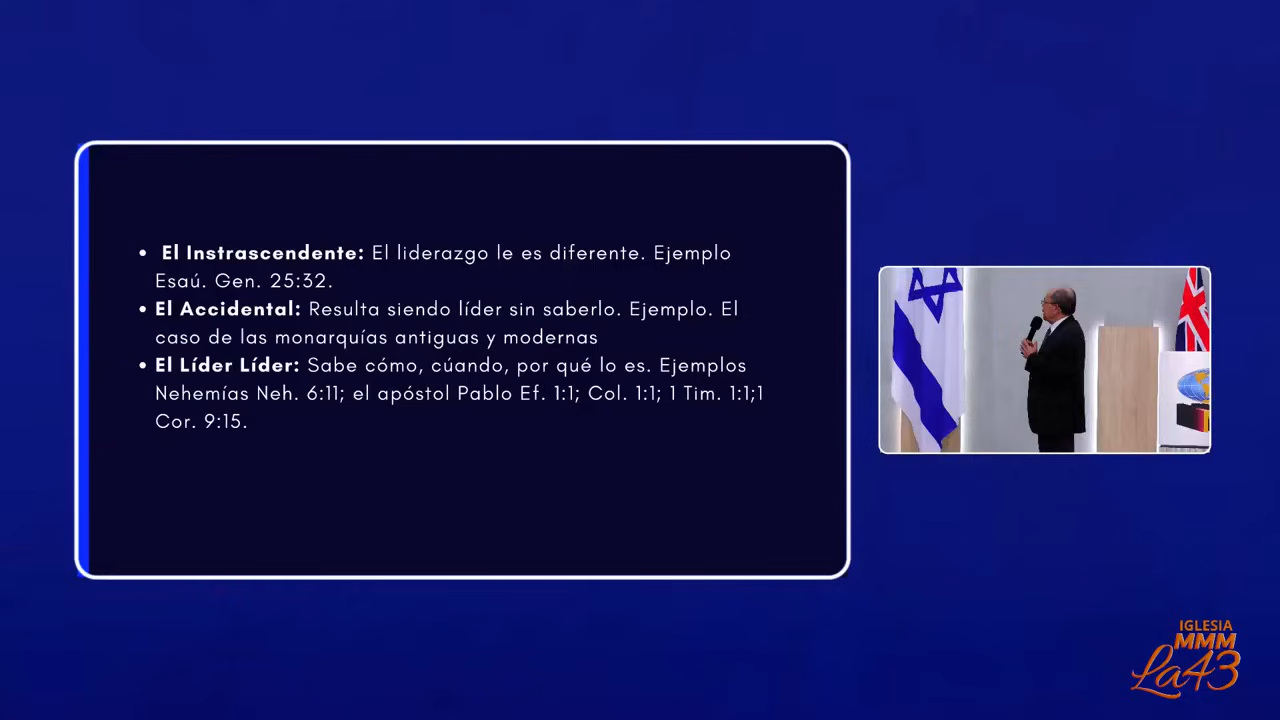 • El Instrascendente: El liderazgo le es diferente. Ejemplo
Esaú. Gen. 25:32.
• El Accidental: Resulta siendo líder sin saberlo. Ejemplo. El
caso de las monarquías antiguas y modernas
• El Líder Líder: Sabe cómo, cúando, por qué lo es. Ejemplos
Nehemías Neh. 6:11; el apóstol Pablo Ef. 1:1; Col. 1:1; 1 Tim. 1:1;1
Cor. 9:15.
IGLESIA
MMM
La 43